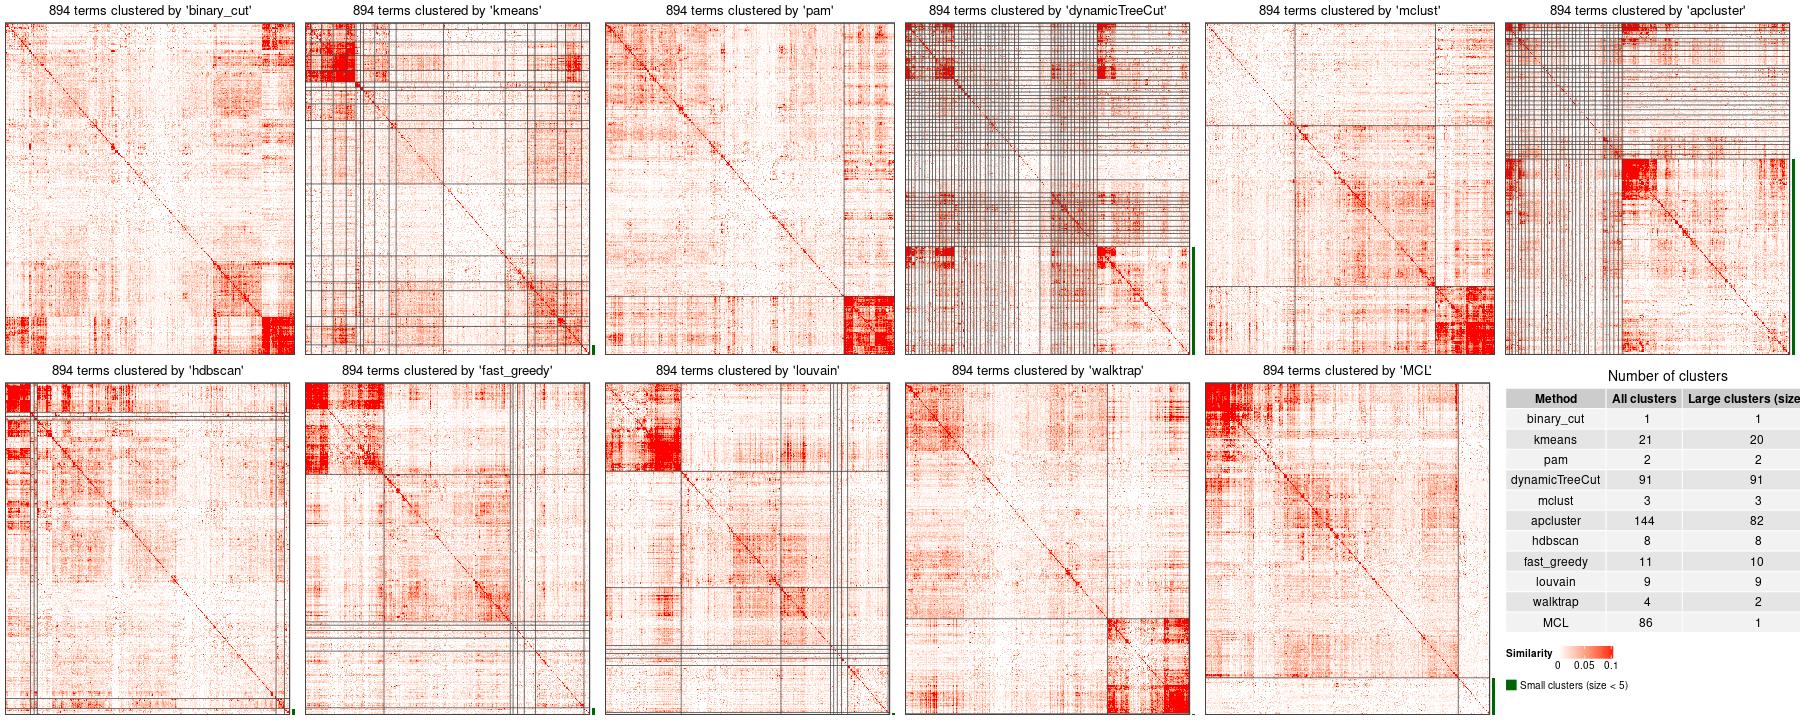 894 terms clustered by 'binary_cut'
894 terms clustered by 'kmeans'
894 terms clustered by 'pam'
894 terms clustered by 'dynamicTreeCut'
894 terms clustered by 'mclust'
894 terms clustered by 'apcluster'
894 terms clustered by 'hdbscan'
894 terms clustered by 'fast_greedy'
894 terms clustered by 'louvain'
894 terms clustered by 'walktrap'
894 terms clustered by 'MCL'
Number of clusters
Method All clusters Large clusters (size
binary_cut 1 1
kmeans 21 20
pam 2 2
dynamicTreeCut 91 91
mclust 3 3
apcluster 144 82
hdbscan 8 8
fast_greedy 11 10
louvain 9 9
walktrap 4 2
MCL 86 1
Similarity
0 0.05 0.1
Small clusters (size < 5)